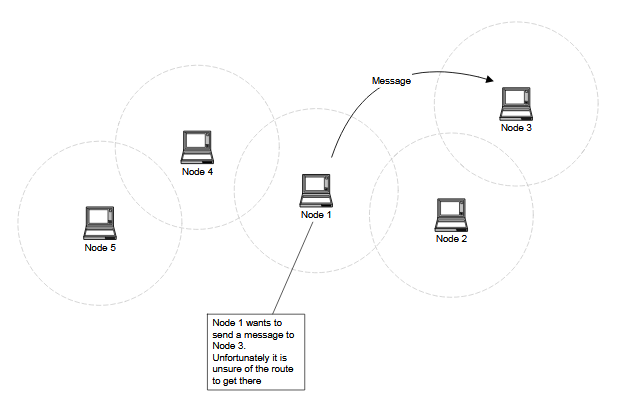 Message
Node 3
Node 4
Node 1
Node 2
Node 5
Node 1 wants to
send a message to
Node 3.
Unfortunately it is
unsure of the route
to get there